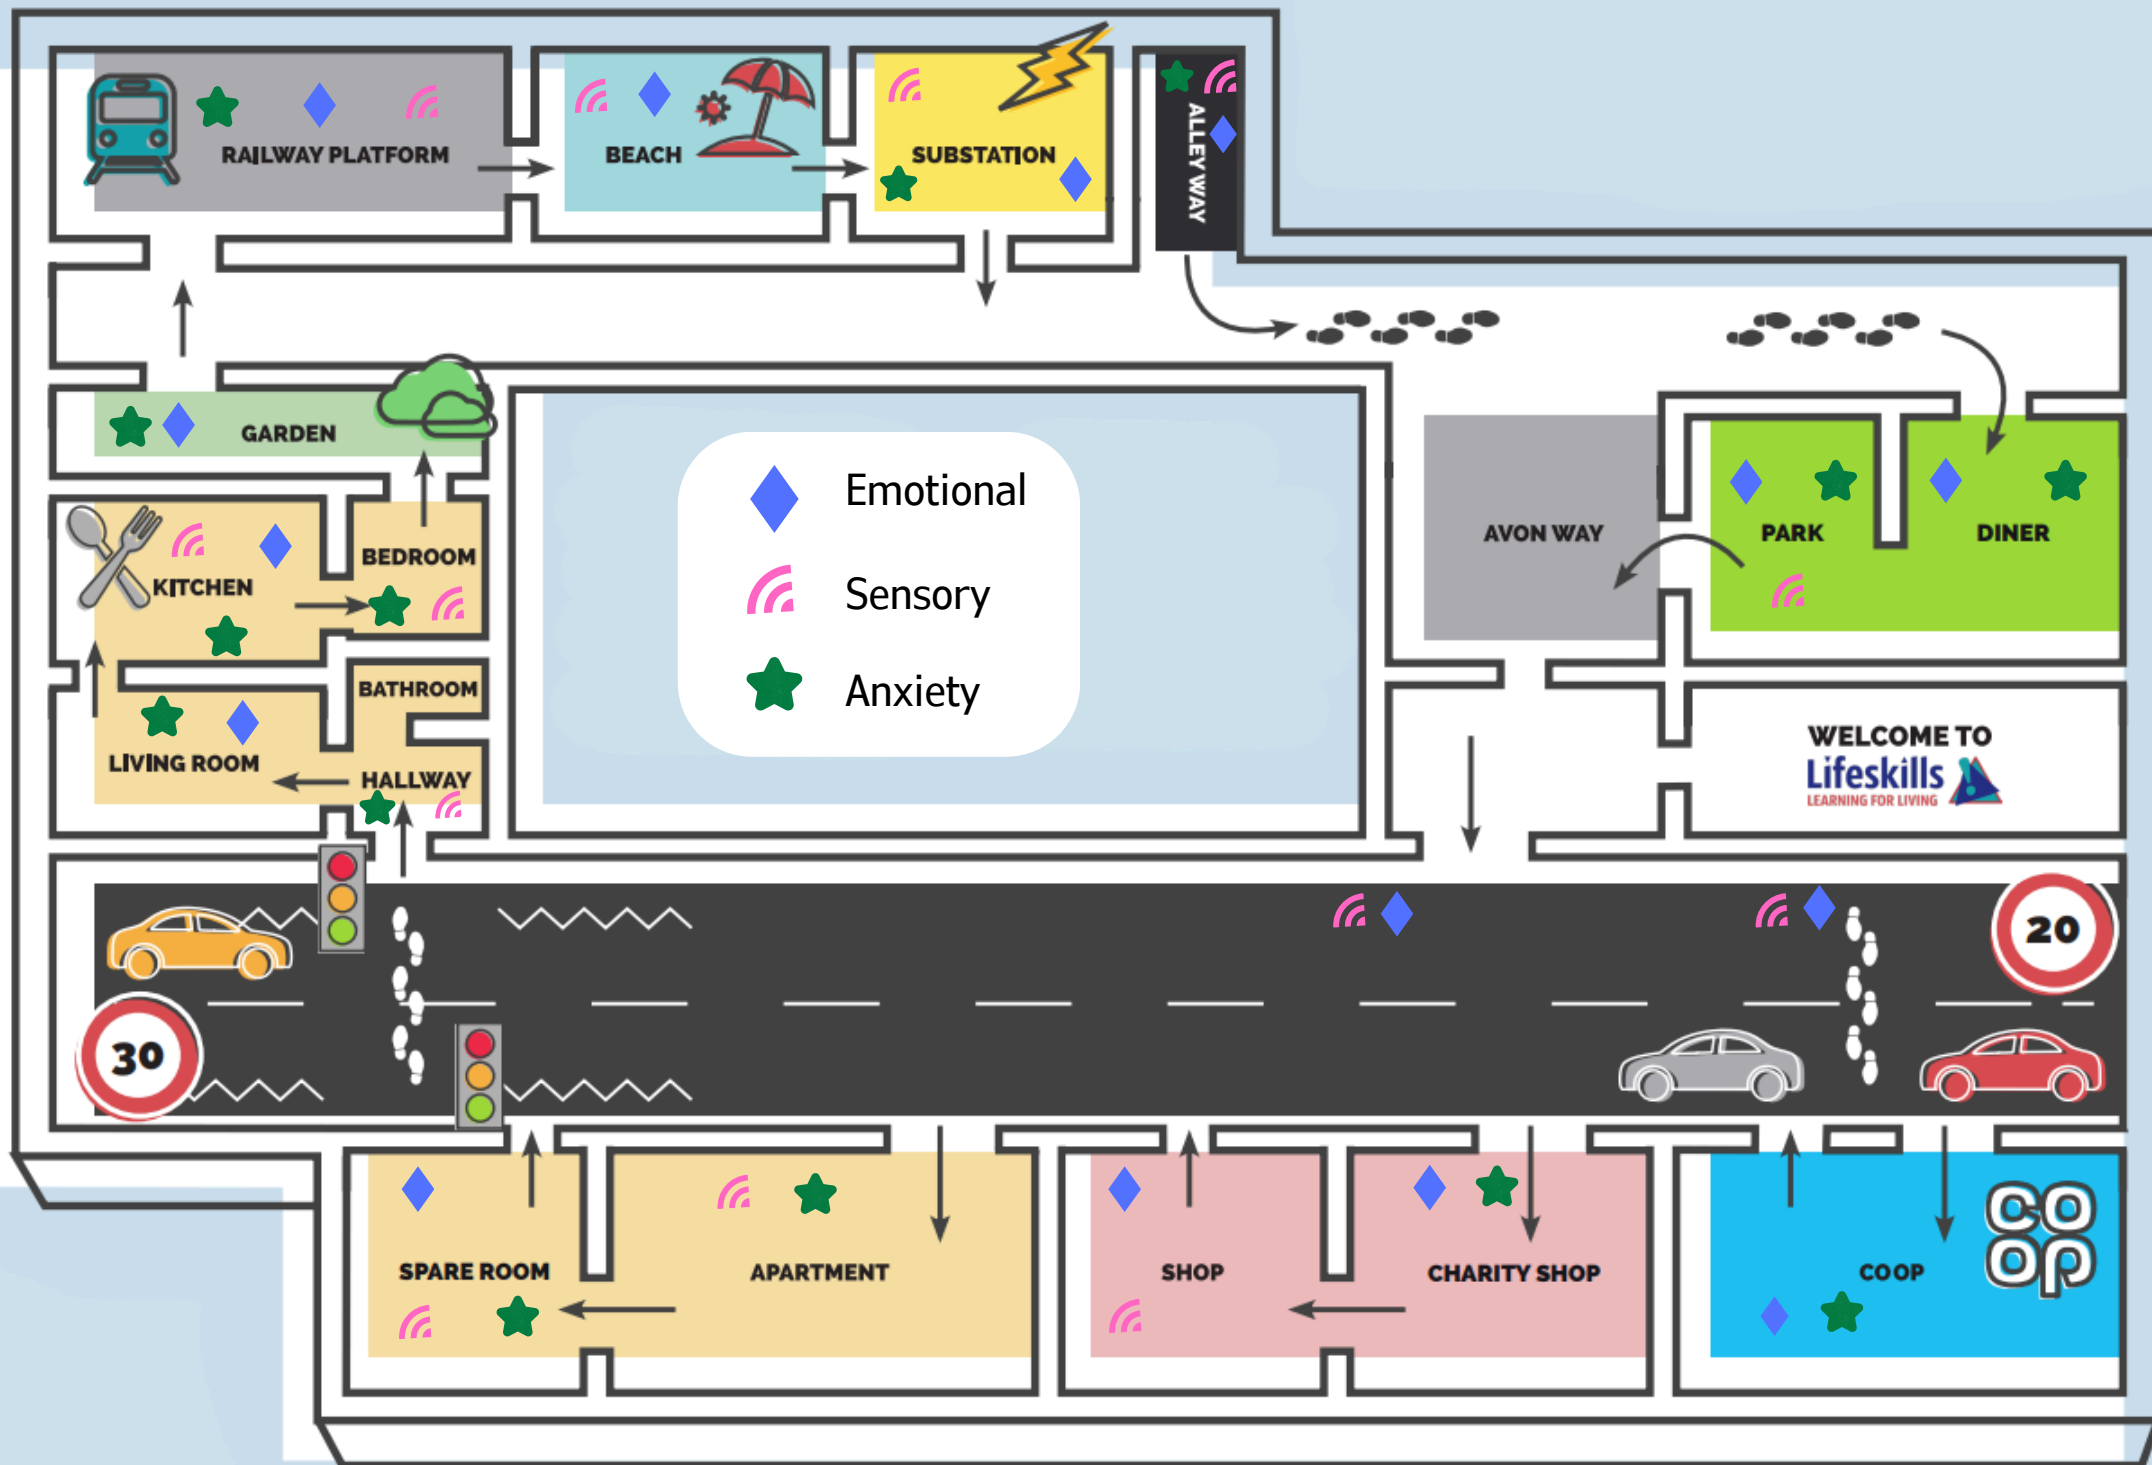 RAILWAY PLATFORM
BEACH
SUBSTATION
ALLEY WAY
GARDEN
Emotional
Sensory
Anxiety
AVON WAY
PARK
DINER
KITCHEN
BEDROOM
BATHROOM
LIVING ROOM
HALLWAY
WELCOME TO
Lifeskills
LEARNING FOR LIVING
20
30
SPARE ROOM
APARTMENT
SHOP
CHARITY SHOP
COOP
co
op